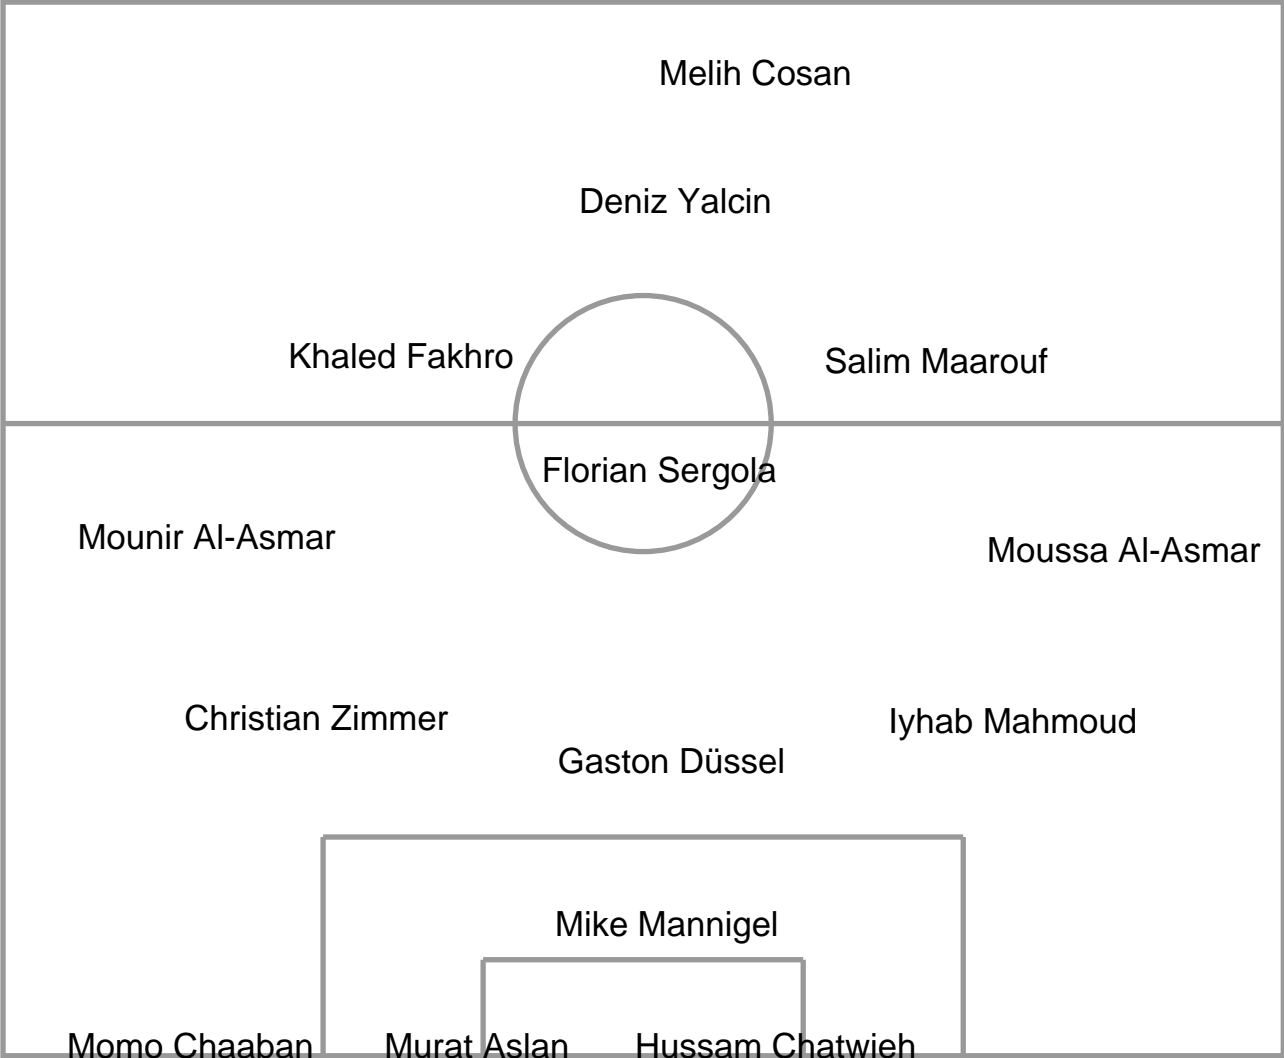 Melih Cosan
Deniz Yalcin
Khaled Fakhro
Salim Maarouf
Florian Sergola
Mounir Al-Asmar
Moussa Al-Asmar
Christian Zimmer
Iyhab Mahmoud
Gaston Düssel
Mike Mannigel
Momo Chaaban
Murat Aslan
Hussam Chatwieh